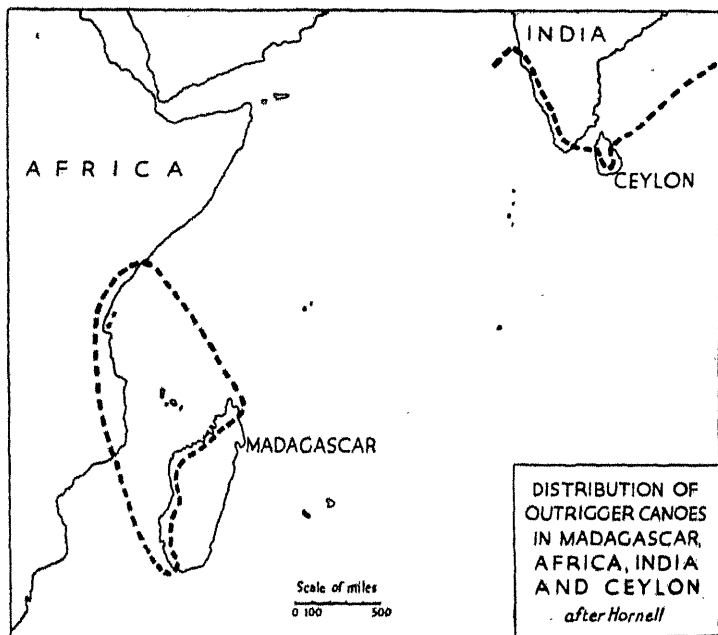 INDIA
AFRICA
CEYLON
MADAGASCAR
DISTRIBUTION OF
OUTRIGGER CANOES
IN MADAGASCAR,
AFRICA, INDIA
AND CEYLON
after Hornell
Scale of miles
0 100 500